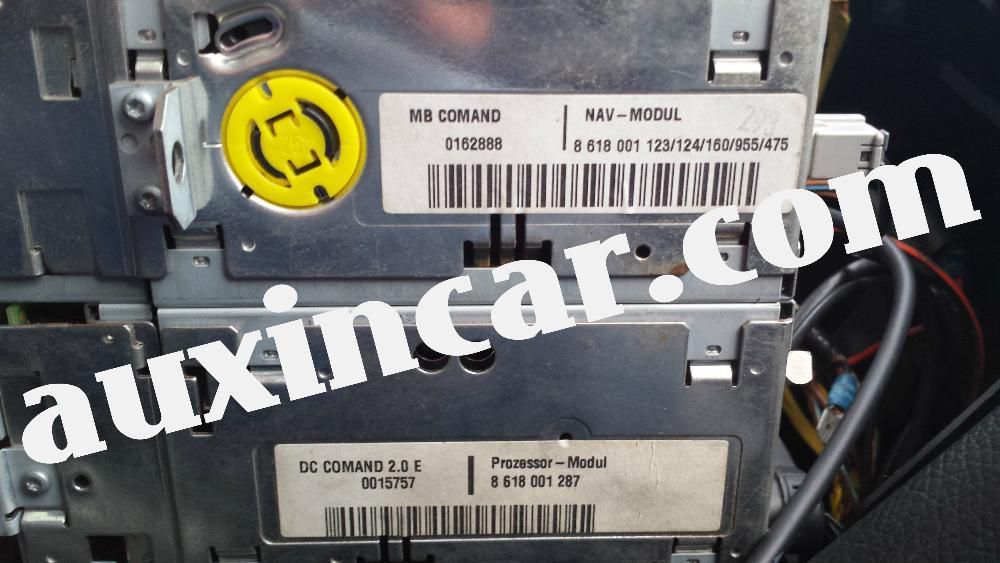 MB COMAND
0162888
NAV-MODUL
8 618 001 123/124/160/955/475
auxincar.com
DC COMAND 2.0 E
0015757
Prozessor-Modul
8 618 001 287